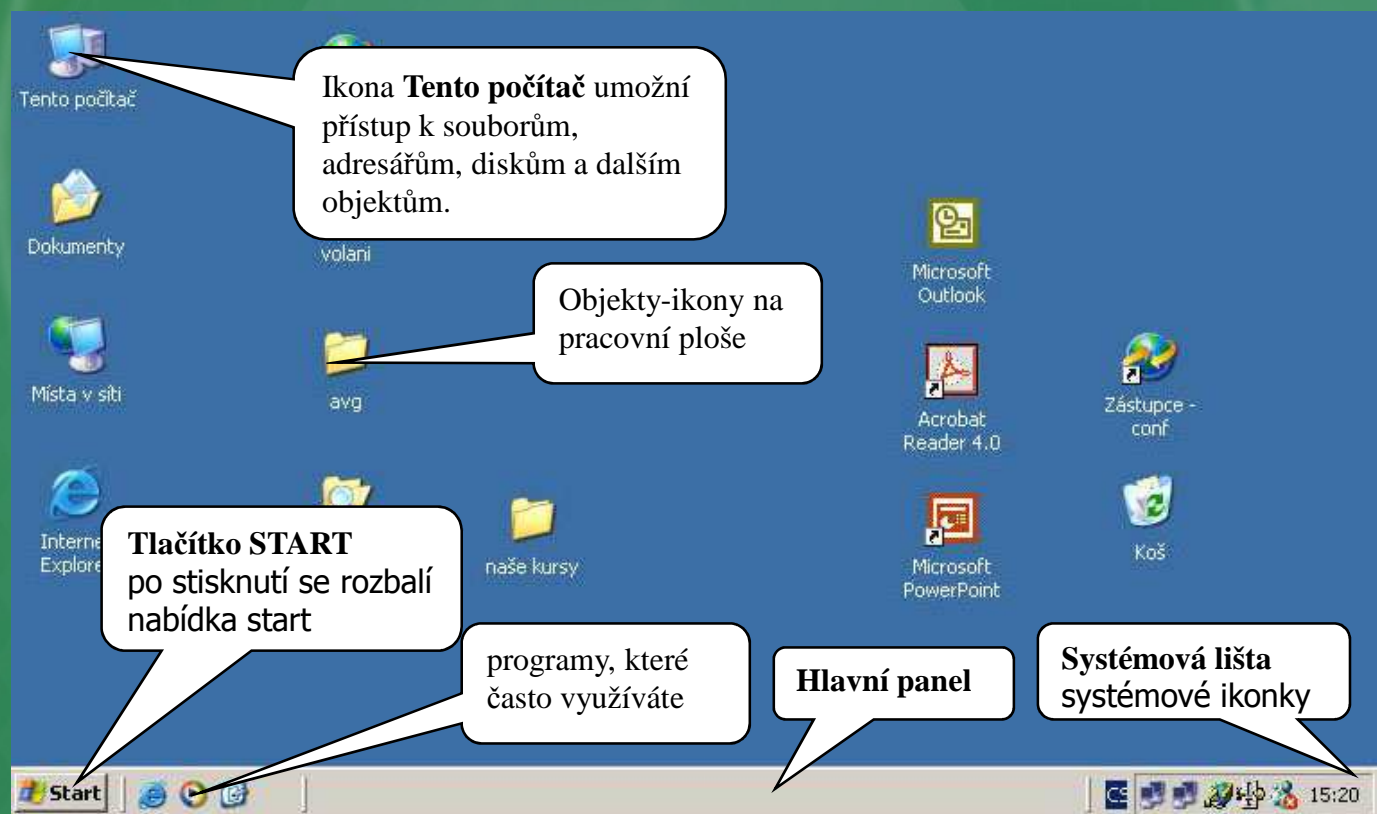 Tento počítač
Ikona Tento počítač umožní
přístup k souborům,
adresářům, diskům a dalším
objektům.
Dokumenty
volani
Microsoft
Outlook
Objekty-ikony na
pracovní ploše
Místa v síti
avg
Acrobat
Reader 4.0
Zástupce -
conf
Interne
Explore
Tlačítko START
po stisknutí se rozbalí
nabídka start
naše kursy
Microsoft
PowerPoint
Koš
programy, které
často využíváte
Hlavní panel
Systémová lišta
systémové ikonky
Start
CS
15:20